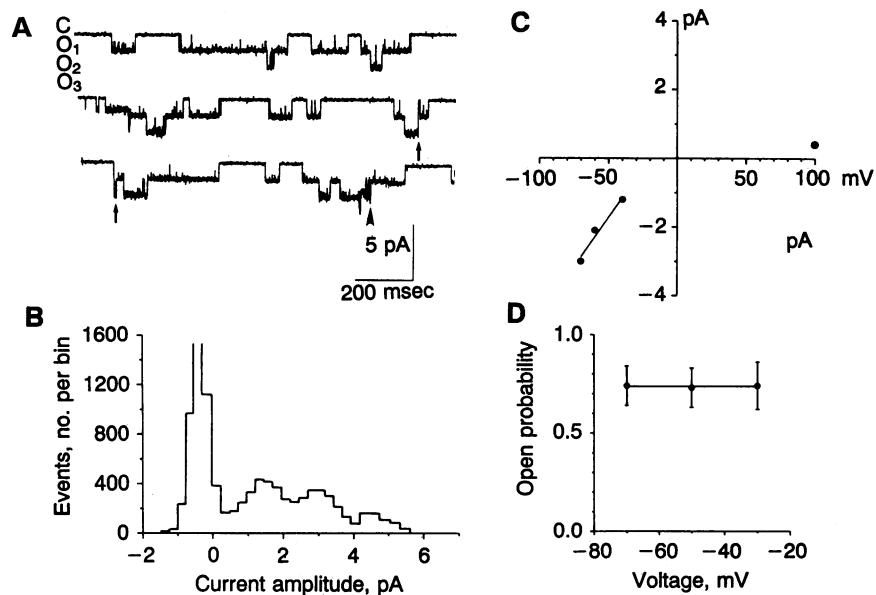 A
C
O1
O2
O3
5 pA
200 msec
B
1600
1200
800
400
0
Events, no. per bin
−2 0 2 4 6
Current amplitude, pA
C
4 pA
2
−100 −50 50 100 mV
−2
pA
−4
D
1.0
0.5
0.0
Open probability
−80 −60 −40 −20
Voltage, mV